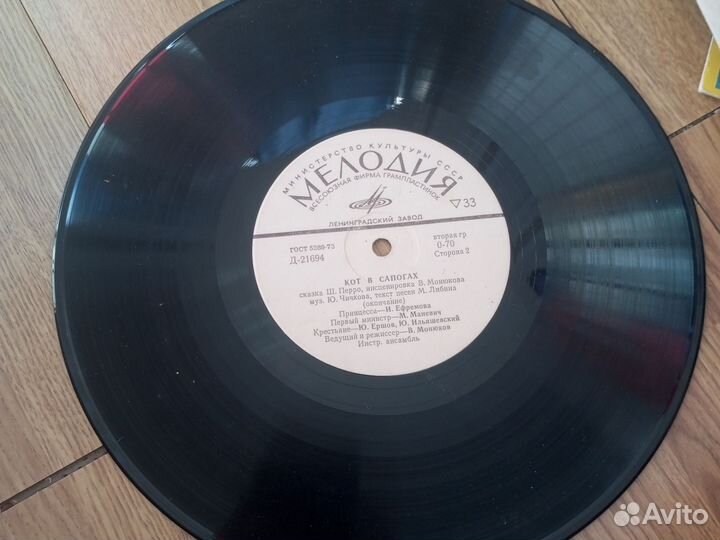 МИНИСТЕРСТВО КУЛЬТУРЫ СССР
МЕЛОДИЯ
ВСЕСОЮЗНАЯ ФИРМА ГРАМПЛАСТИНОК
33
ЛЕНИНГРАДСКИЙ ЗАВОД
ГОСТ 5289-73
Д-21694
вторая гр
0-70
Сторона 2
КОТ В САПОГАХ
сказка Ш. Перро, инсценировка В. Монюкова
муз. Ю. Чичкова, текст песен М. Либина
(окончание)
Принцесса—И. Ефремова
Первый министр—М. Маневич
Крестьяне—Ю. Ершов, Ю. Ильяшевский
Ведущий и режиссер—В. Монюков
Инстр. ансамбль
Avito